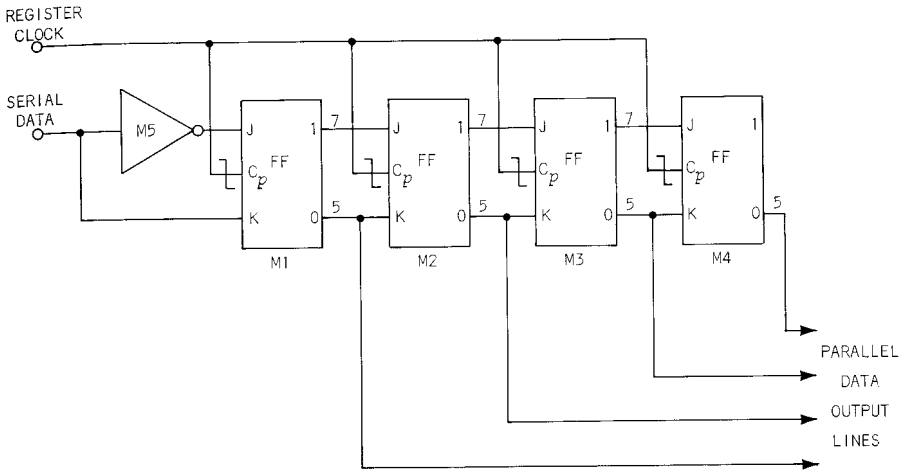 REGISTER
CLOCK
SERIAL
DATA
M5
J
1
7
J
1
7
J
1
7
J
1
FF
Cp
FF
Cp
FF
Cp
FF
Cp
K
0
5
K
0
5
K
0
5
K
0
5
M1
M2
M3
M4
PARALLEL
DATA
OUTPUT
LINES